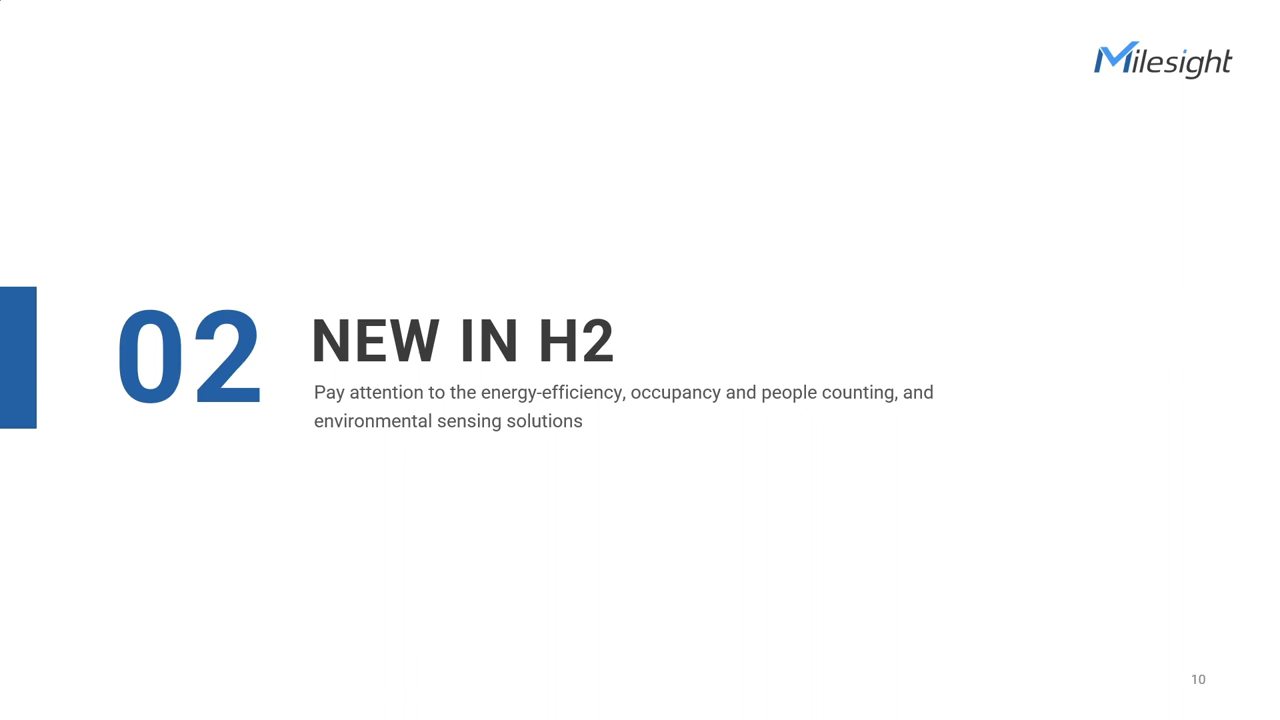 Milesight
02
NEW IN H2
Pay attention to the energy-efficiency, occupancy and people counting, and
environmental sensing solutions
10